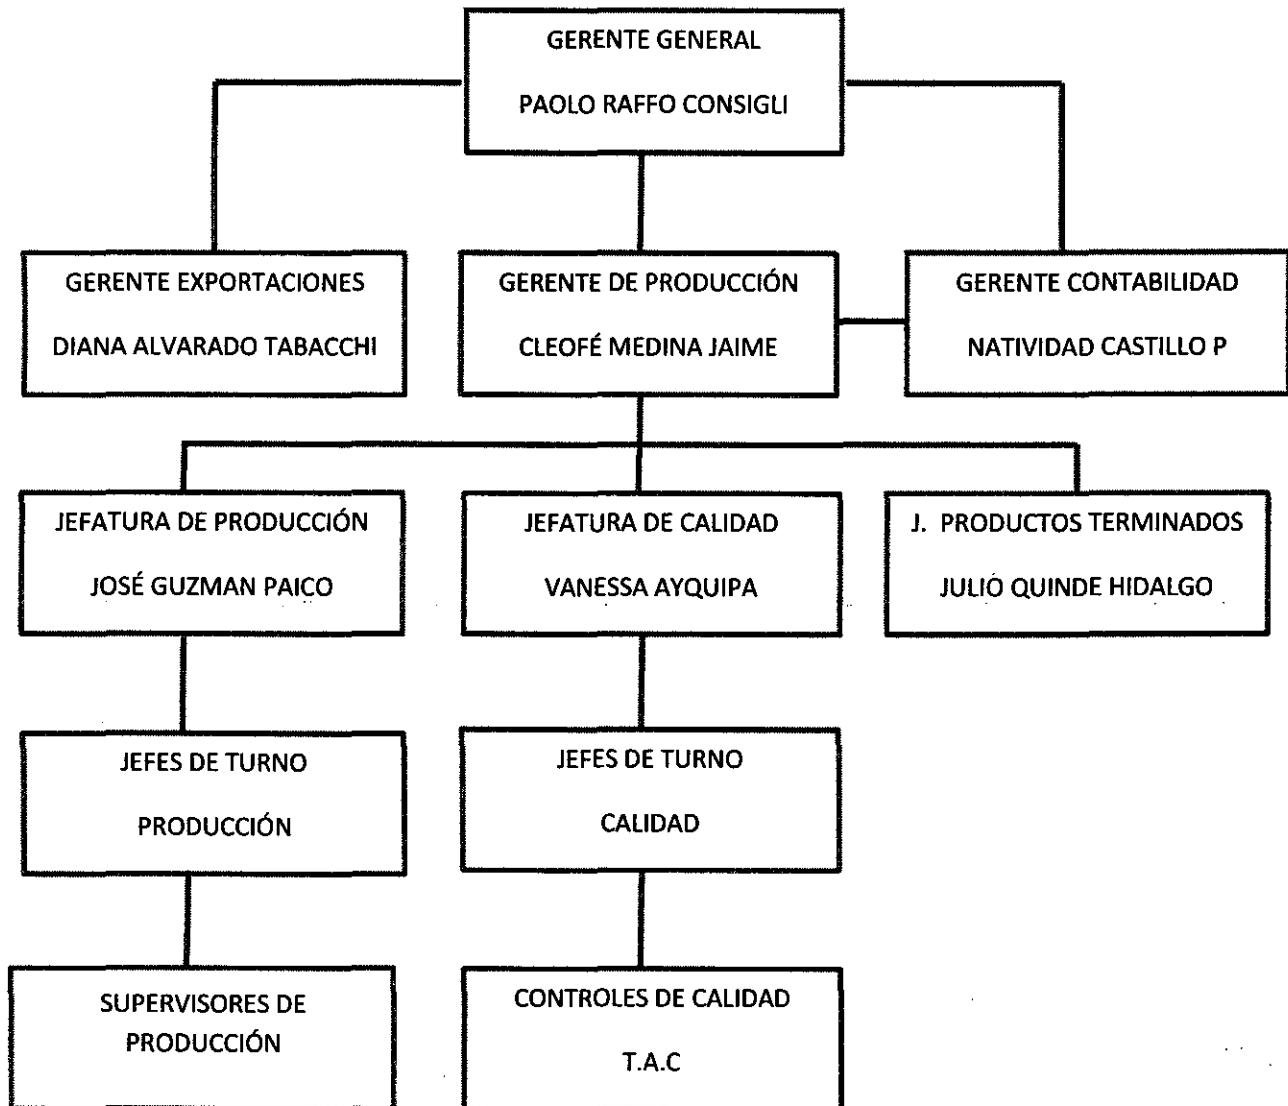 GERENTE GENERAL
PAOLO RAFFO CONSIGLI
GERENTE EXPORTACIONES
DIANA ALVARADO TABACCHI
GERENTE DE PRODUCCIÓN
CLEOFÉ MEDINA JAIME
GERENTE CONTABILIDAD
NATIVIDAD CASTILLO P
JEFATURA DE PRODUCCIÓN
JOSÉ GUZMAN PAICO
JEFATURA DE CALIDAD
VANESSA AYQUIPA
J. PRODUCTOS TERMINADOS
JULIO QUINDE HIDALGO
JEFES DE TURNO
PRODUCCIÓN
JEFES DE TURNO
CALIDAD
SUPERVISORES DE
PRODUCCIÓN
CONTROLES DE CALIDAD
T.A.C